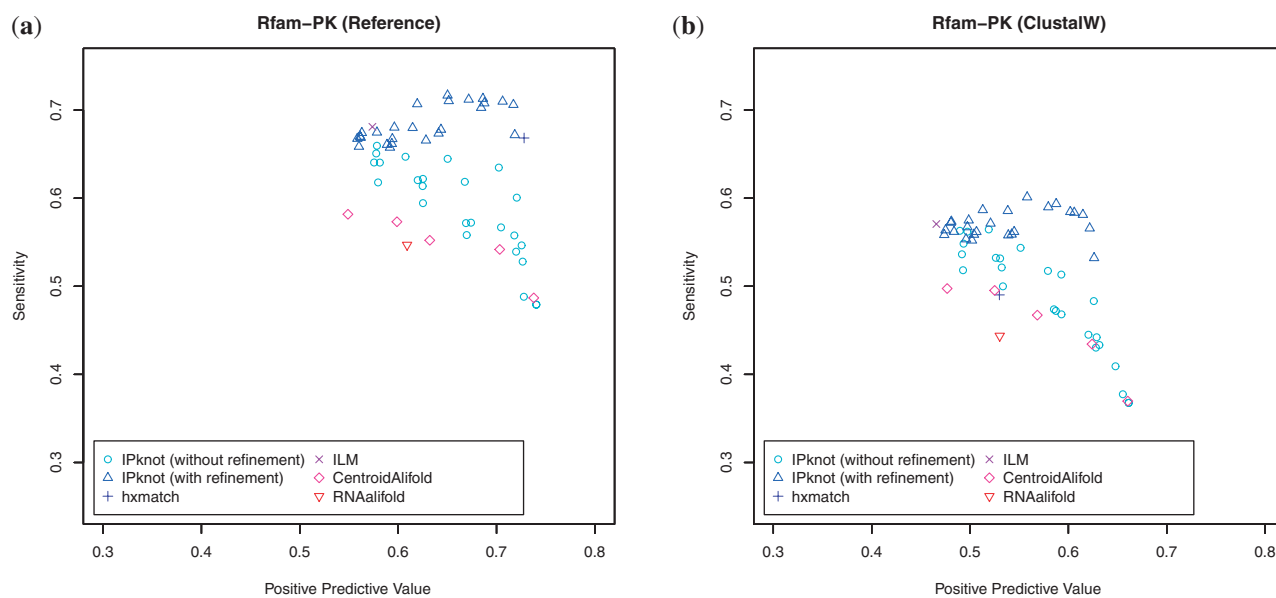 (a)
Rfam−PK (Reference)
Sensitivity
0.7
0.6
0.5
0.4
0.3
IPknot (without refinement)
IPknot (with refinement)
hxmatch
ILM
CentroidAlifold
RNAalifold
0.3 0.4 0.5 0.6 0.7 0.8
Positive Predictive Value
(b)
Rfam−PK (ClustalW)
Sensitivity
0.7
0.6
0.5
0.4
0.3
IPknot (without refinement)
IPknot (with refinement)
hxmatch
ILM
CentroidAlifold
RNAalifold
0.3 0.4 0.5 0.6 0.7 0.8
Positive Predictive Value